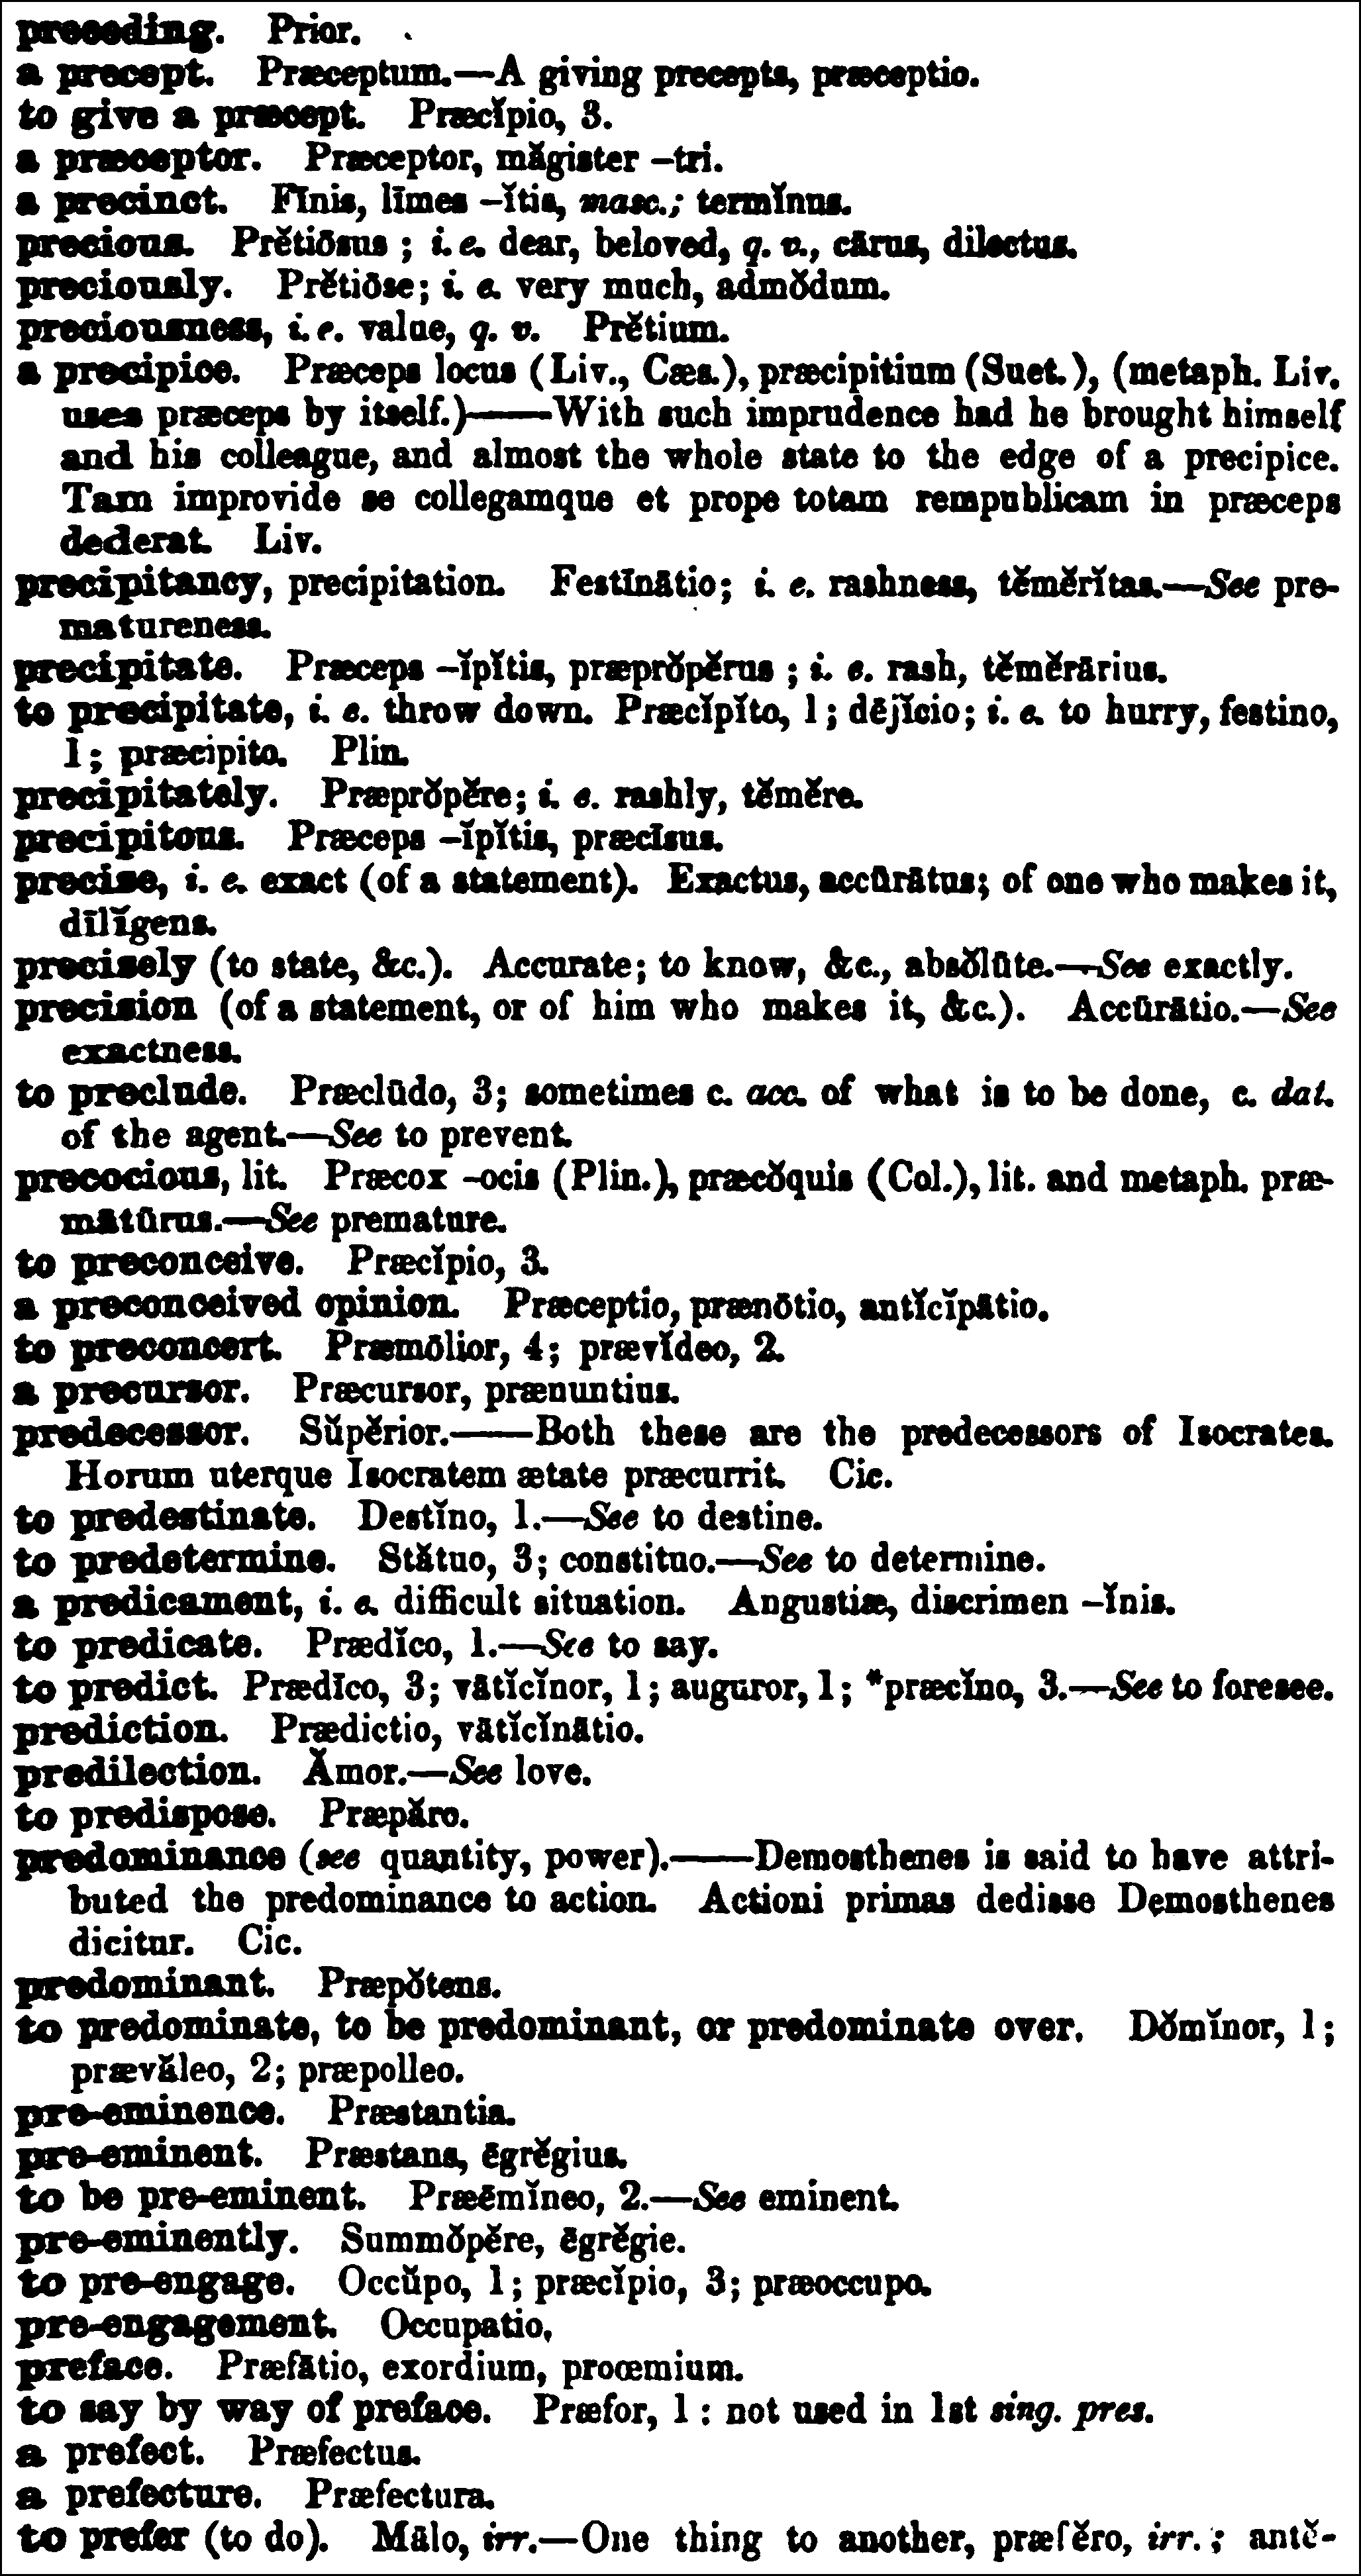 preceding. Prior.
a precept. Præceptum.—A giving precepts, præceptio.
to give a præcept. Præcĭpio, 3.
a præceptor. Præceptor, măgister –tri.
a precinct. Fīnis, līmes –ĭtis, masc.; termĭnus.
precious. Prĕtiōsus; i. e. dear, beloved, q. v., cārus, dilectus.
preciously. Prĕtiōse; i. e. very much, admŏdum.
preciousness, i. e. value, q. v. Prĕtium.
a precipice. Præceps locus (Liv., Cæs.), præcipitium (Suet.), (metaph. Liv.
uses præceps by itself.)——With such imprudence had he brought himself
and his colleague, and almost the whole state to the edge of a precipice.
Tam improvide se collegamque et prope totam rempublicam in præceps
dederat. Liv.
precipitancy, precipitation. Festīnātio; i. e. rashness, tĕmĕrĭtas.—See pre-
matureness.
precipitate. Præceps –ĭpĭtis, præprŏpĕrus; i. e. rash, tĕmĕrārius.
to precipitate, i. e. throw down. Præcĭpĭto, 1; dējĭcio; i. e. to hurry, festino,
1; præcipito. Plin.
precipitately. Præprŏpĕre; i. e. rashly, tĕmĕre.
precipitous. Præceps –ĭpĭtis, præcīsus.
precise, i. e. exact (of a statement). Exactus, accūrātus; of one who makes it,
dīlĭgens.
precisely (to state, &c.). Accurate; to know, &c., absŏlūte.—See exactly.
precision (of a statement, or of him who makes it, &c.). Accūrātio.—See
exactness.
to preclude. Præclūdo, 3; sometimes c. acc. of what is to be done, c. dat.
of the agent.—See to prevent.
precocious, lit. Præcox -ocis (Plin.), præcŏquis (Col.), lit. and metaph. præ-
mātūrus.—See premature.
to preconceive. Præcĭpio, 3.
a preconceived opinion. Præceptio, prænōtio, antĭcĭpātio.
to preconcert. Præmōlior, 4; prævĭdeo, 2.
a precursor. Præcursor, prænuntius.
predecessor. Sŭpĕrior.——Both these are the predecessors of Isocrates.
Horum uterque Isocratem ætate præcurrit. Cic.
to predestinate. Destĭno, 1.—See to destine.
to predetermine. Stătuo, 3; constituo.—See to determine.
a predicament, i. e. difficult situation. Angustiæ, discrimen –ĭnis.
to predicate. Prædĭco, 1.—See to say.
to predict. Prædīco, 3; vātĭcĭnor, 1; auguror, 1; *præcĭno, 3.—See to foresee.
prediction. Prædictio, vātĭcĭnātio.
predilection. Ămor.—See love.
to predispose. Præpăro.
predominance (see quantity, power).——Demosthenes is said to have attri-
buted the predominance to action. Actioni primas dedisse Demosthenes
dicitur. Cic.
predominant. Præpŏtens.
to predominate, to be predominant, or predominate over. Dŏmĭnor, 1;
prævăleo, 2; præpolleo.
pre-eminence. Præstantia.
pre-eminent. Præstans, ēgrĕgius.
to be pre-eminent. Præēmĭneo, 2.—See eminent.
pre-eminently. Summŏpĕre, ēgrĕgie.
to pre-engage. Occŭpo, 1; præcĭpio, 3; præoccupo.
pre-engagement. Occupatio.
preface. Præfātio, exordium, proœmium.
to say by way of preface. Præfor, 1 : not used in 1st sing. pres.
a prefect. Præfectus.
a prefecture. Præfectura.
to prefer (to do). Mālo, irr.—One thing to another, præfĕro, irr.; antĕ-